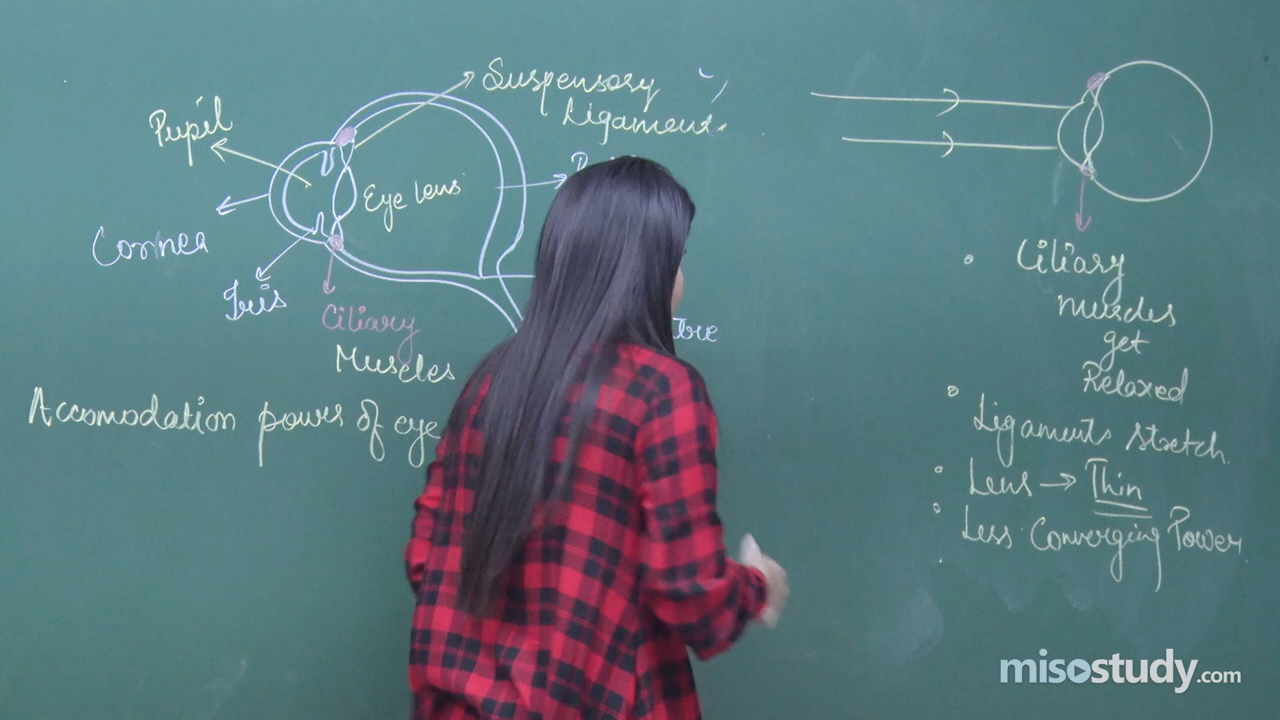 Suspensory
Ligament.
Pupil
Eye lens
Cornea
Iris
Ciliary
Muscles
Accomodation power of eye
Ciliary
Muscles
get
Relaxed
Ligaments stretch.
Lens → Thin
Less Converging Power
misostudy.com